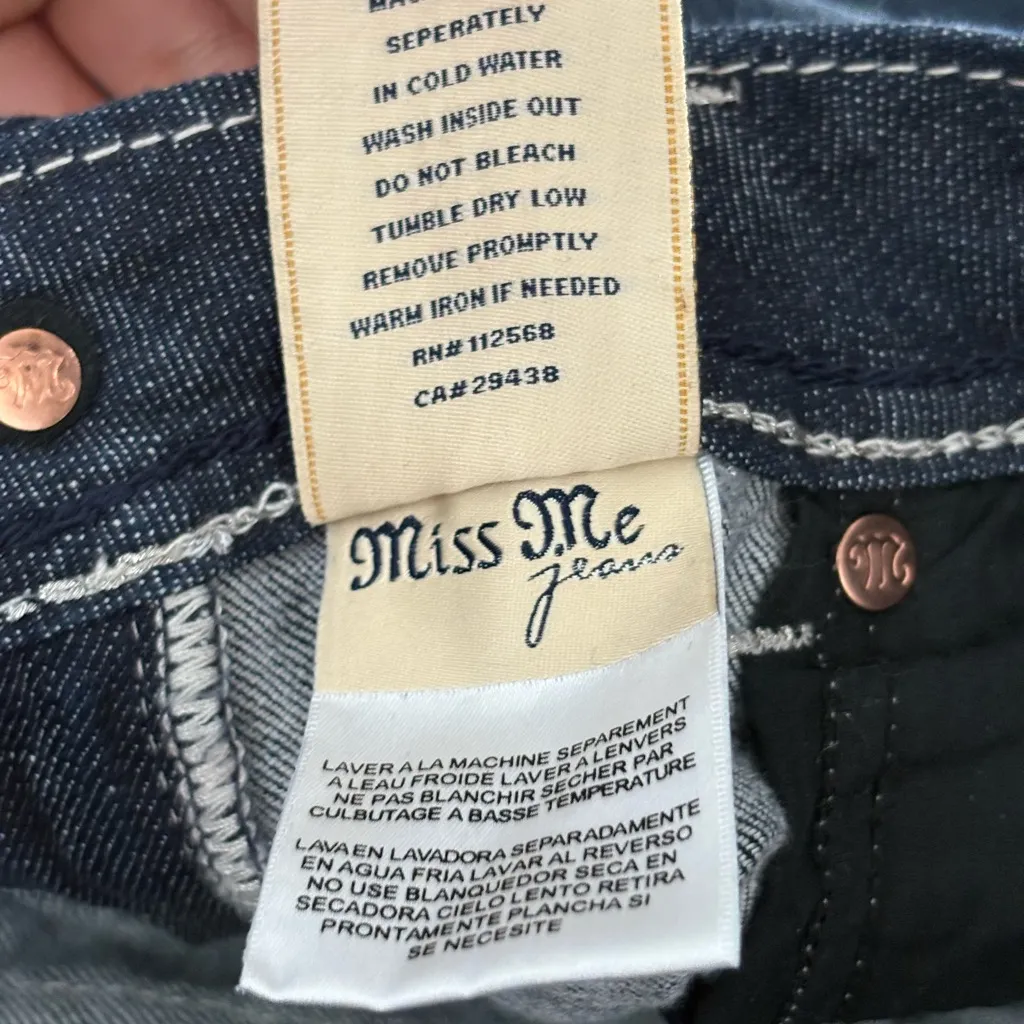 SEPERATELY
IN COLD WATER
WASH INSIDE OUT
DO NOT BLEACH
TUMBLE DRY LOW
REMOVE PROMPTLY
WARM IRON IF NEEDED
RN# 112568
CA# 29438
M
Miss Me
jeans
M
LAVER A LA MACHINE SEPAREMENT
A LEAU FROIDE LAVER A LENVERS
NE PAS BLANCHIR SECHER PAR
CULBUTAGE A BASSE TEMPERATURE
LAVA EN LAVADORA SEPARADAMENTE
EN AGUA FRIA LAVAR AL REVERSO
NO USE BLANQUEDOR SECA EN
SECADORA CIELO LENTO RETIRA
PRONTAMENTE PLANCHA SI
SE NECESITE